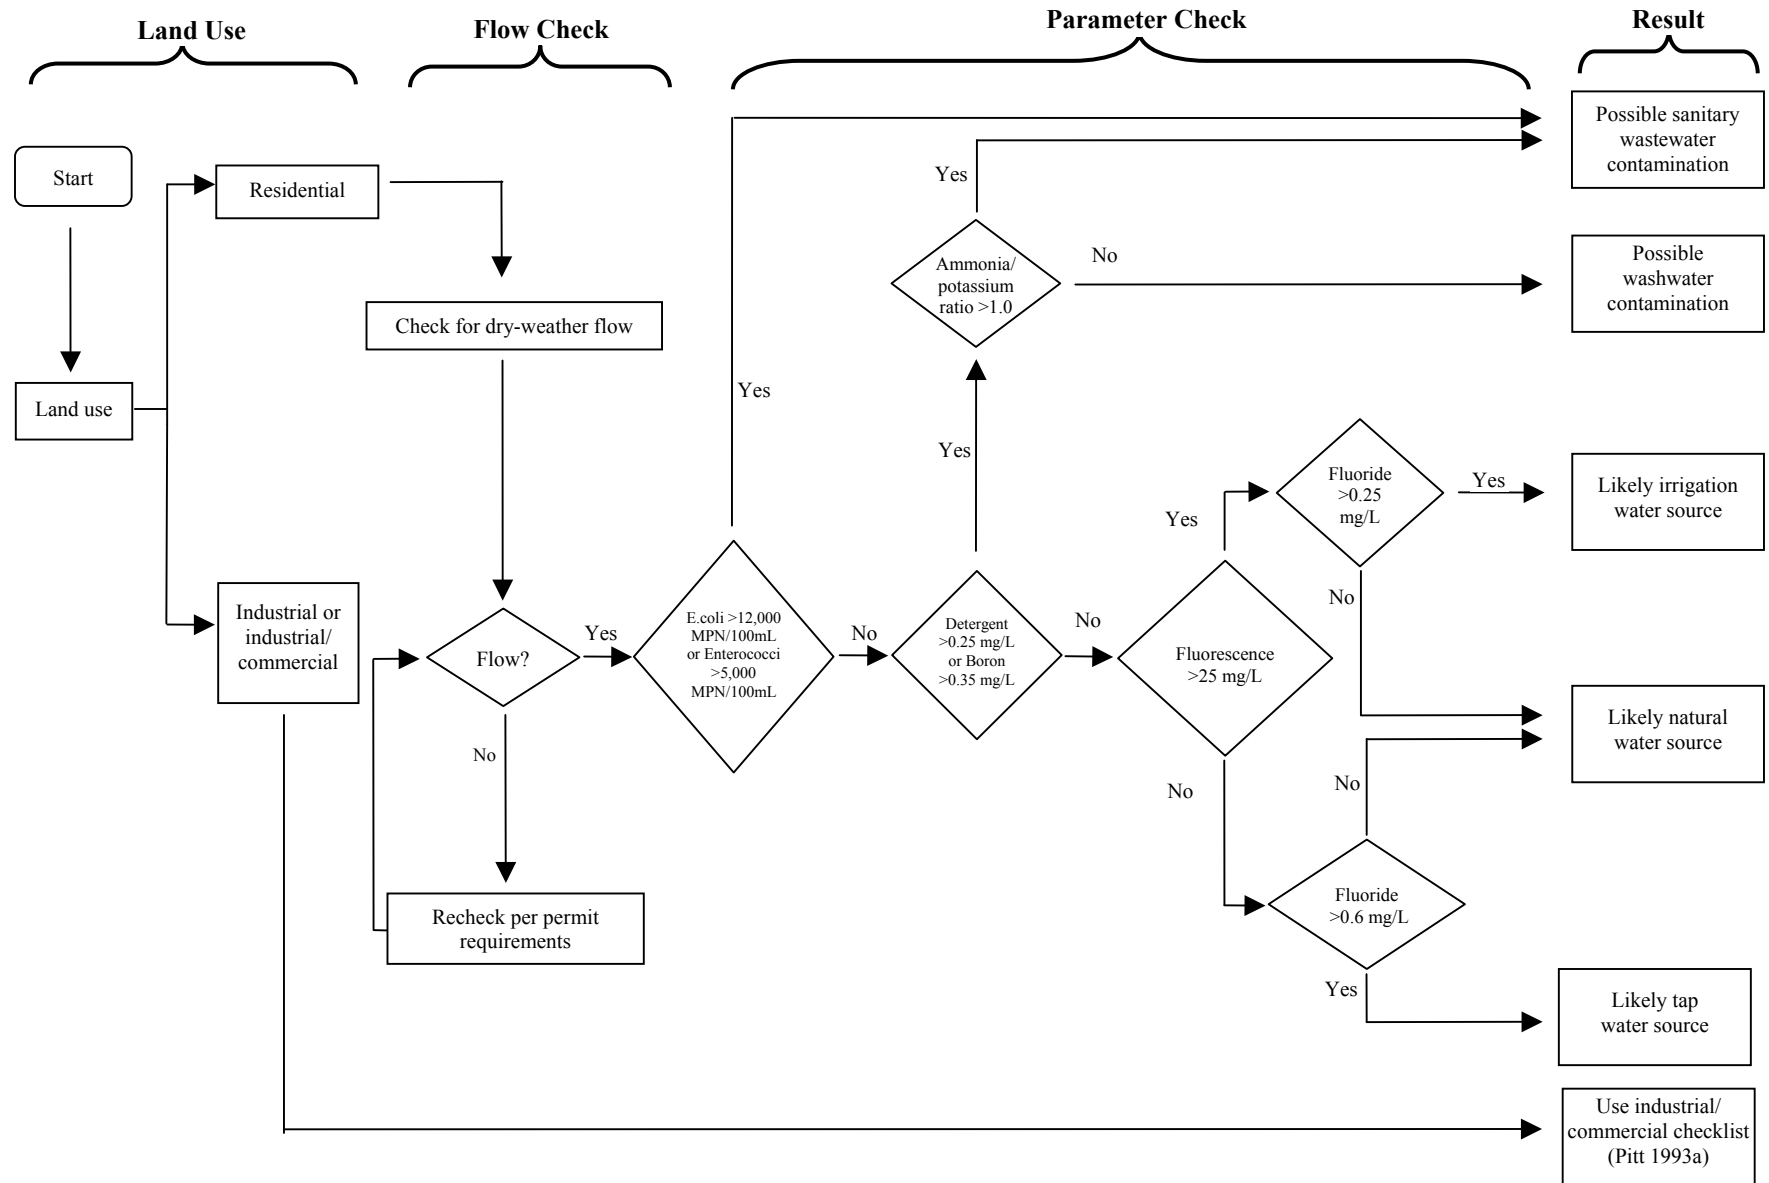 Land Use
Flow Check
Parameter Check
Result
Start
Residential
Check for dry-weather flow
Land use
Industrial or
industrial/
commercial
Flow?
Yes
No
Recheck per permit
requirements
E.coli >12,000
MPN/100mL
or Enterococci
>5,000
MPN/100mL
Yes
No
Detergent
>0.25 mg/L
or Boron
>0.35 mg/L
Yes
No
Ammonia/
potassium
ratio >1.0
Yes
No
Fluorescence
>25 mg/L
Yes
No
Fluoride
>0.25
mg/L
Yes
No
Fluoride
>0.6 mg/L
No
Yes
Possible sanitary
wastewater
contamination
Possible
washwater
contamination
Likely irrigation
water source
Likely natural
water source
Likely tap
water source
Use industrial/
commercial checklist
(Pitt 1993a)